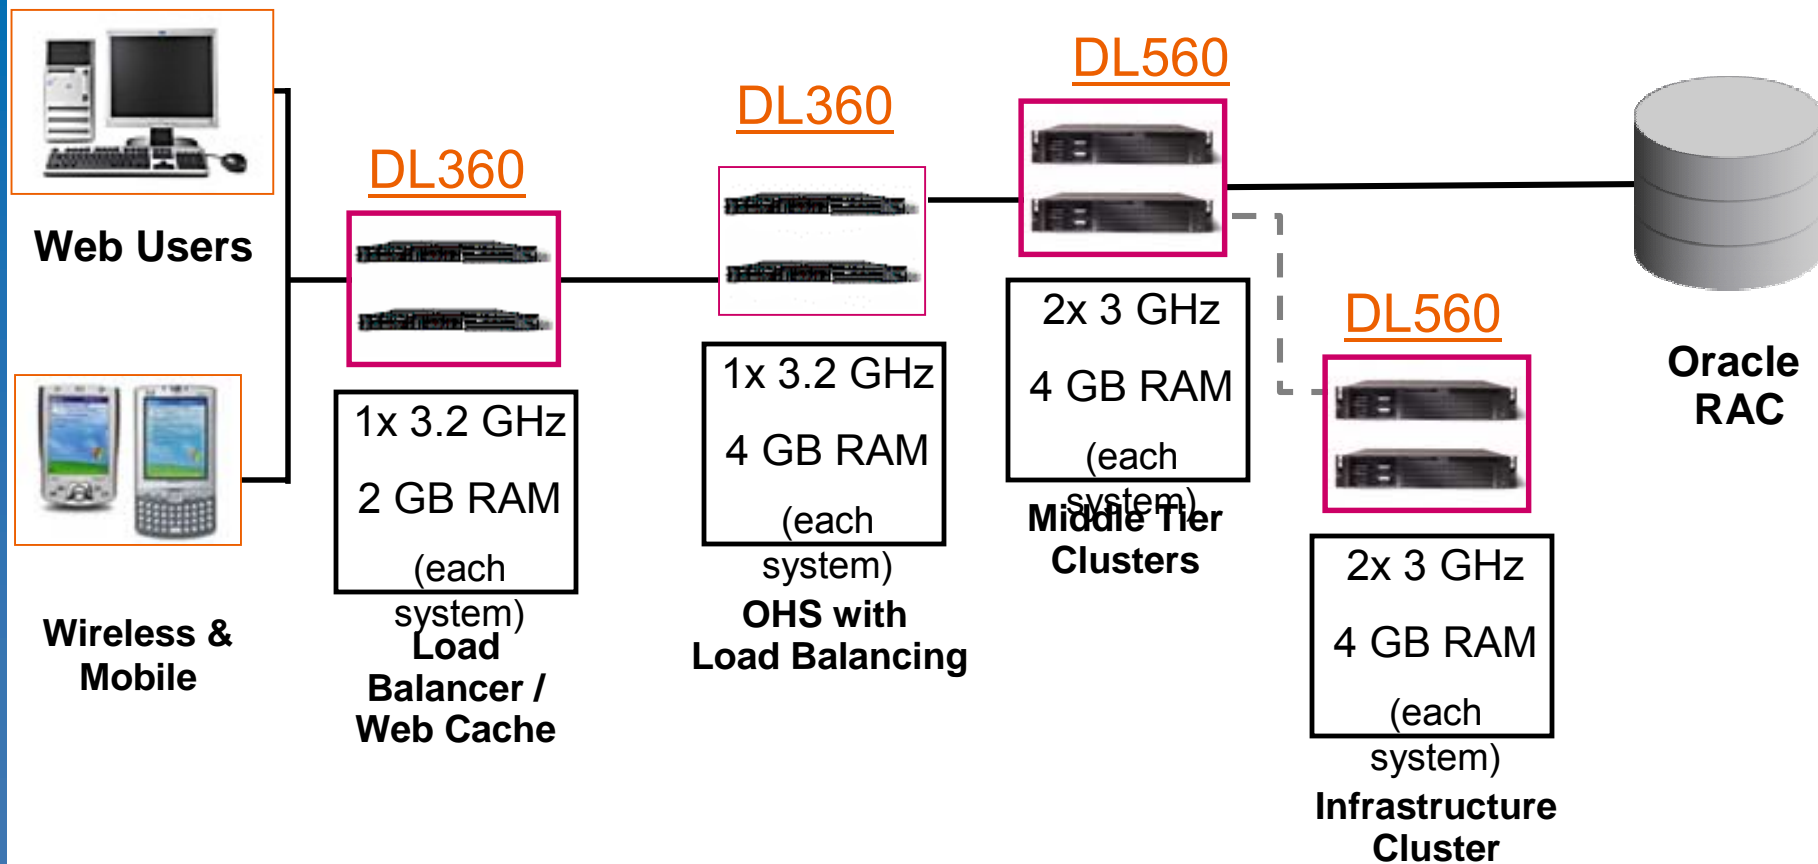 Web Users
Wireless &
Mobile
DL360
1x 3.2 GHz
2 GB RAM
(each
system)
Load
Balancer /
Web Cache
DL360
1x 3.2 GHz
4 GB RAM
(each
system)
OHS with
Load Balancing
DL560
2x 3 GHz
4 GB RAM
(each
system)
Middle Tier
Clusters
DL560
2x 3 GHz
4 GB RAM
(each
system)
Infrastructure
Cluster
Oracle
RAC